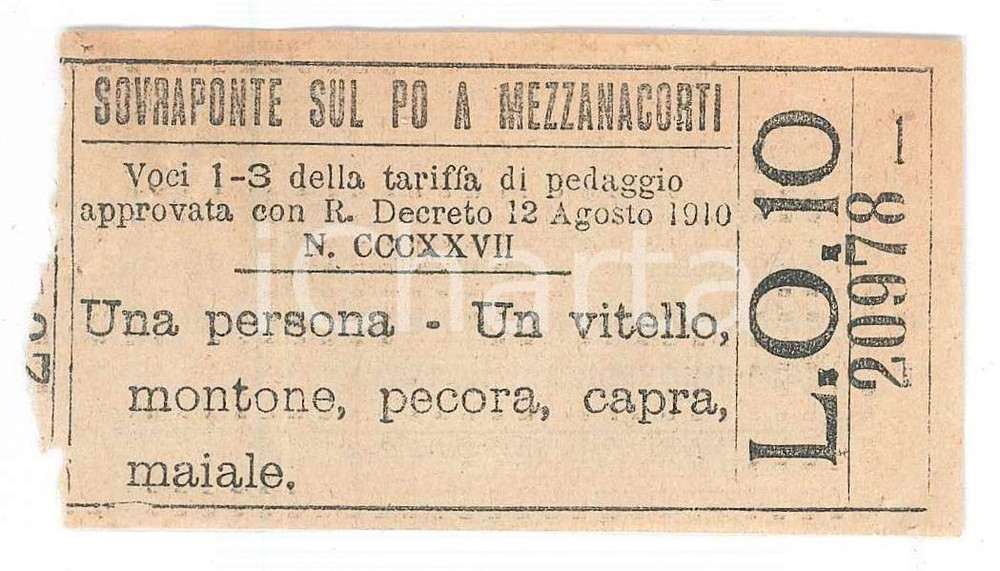 SOVRAPONTE SUL PO A MEZZANACORTI
Voci 1-3 della tariffa di pedaggio
approvata con R. Decreto 12 Agosto 1910
N. CCCXXVII
Una persona - Un vitello,
montone, pecora, capra,
maiale.
L. 0.10
20978
1
iCharta